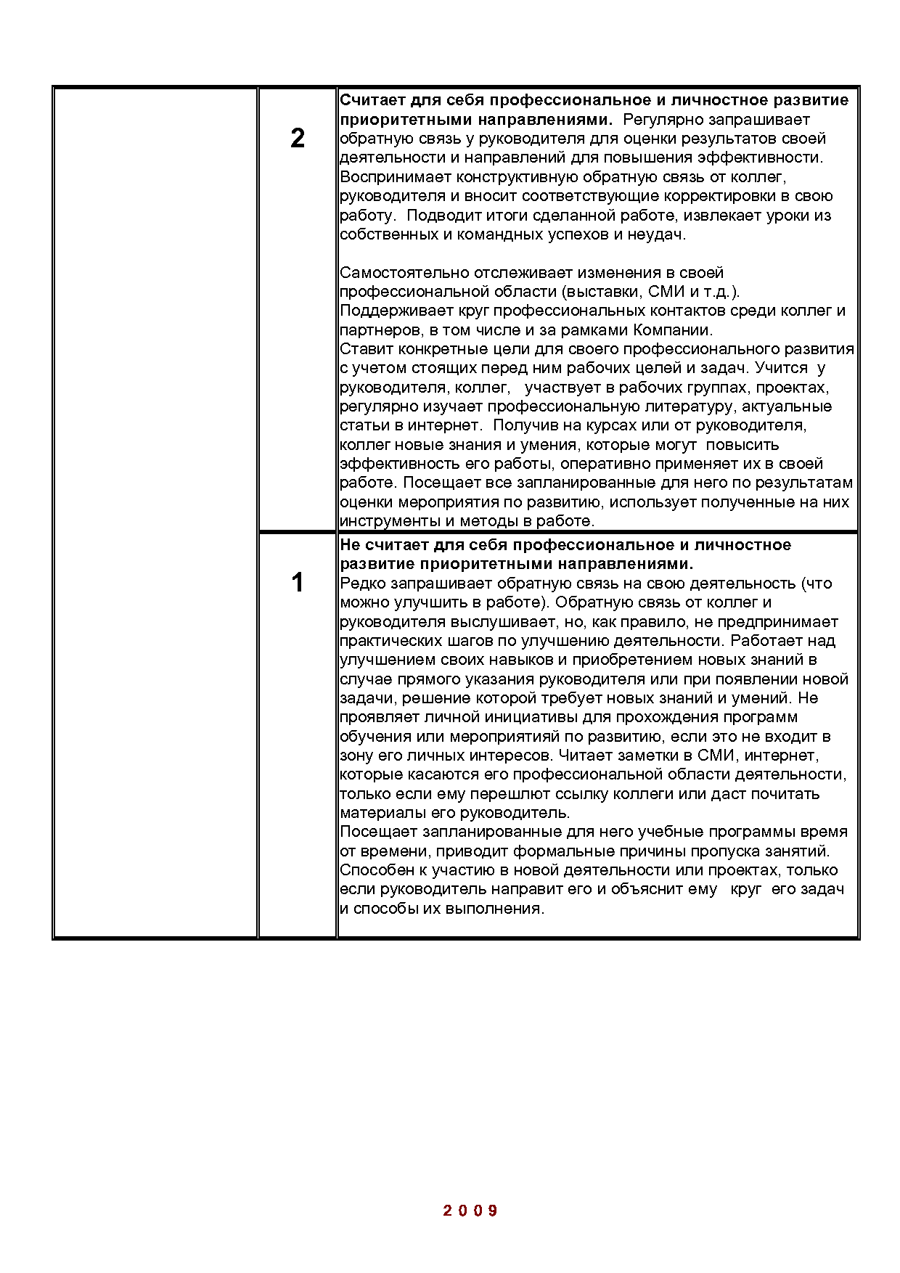 2
Считает для себя профессиональное и личностное развитие
приоритетными направлениями.  Регулярно запрашивает
обратную связь у руководителя для оценки результатов своей
деятельности и направлений для повышения эффективности.
Воспринимает конструктивную обратную связь от коллег,
руководителя и вносит соответствующие корректировки в свою
работу.  Подводит итоги сделанной работе, извлекает уроки из
собственных и командных успехов и неудач.
Самостоятельно отслеживает изменения в своей
профессиональной области (выставки, СМИ и т.д.).
Поддерживает круг профессиональных контактов среди коллег и
партнеров, в том числе и за рамками Компании.
Ставит конкретные цели для своего профессионального развития
с учетом стоящих перед ним рабочих целей и задач. Учится  у
руководителя, коллег,   участвует в рабочих группах, проектах,
регулярно изучает профессиональную литературу, актуальные
статьи в интернет.  Получив на курсах или от руководителя,
коллег новые знания и умения, которые могут  повысить
эффективность его работы, оперативно применяет их в своей
работе. Посещает все запланированные для него по результатам
оценки мероприятия по развитию, использует полученные на них
инструменты и методы в работе.
1
Не считает для себя профессиональное и личностное
развитие приоритетными направлениями.
Редко запрашивает обратную связь на свою деятельность (что
можно улучшить в работе). Обратную связь от коллег и
руководителя выслушивает, но, как правило, не предпринимает
практических шагов по улучшению деятельности. Работает над
улучшением своих навыков и приобретением новых знаний в
случае прямого указания руководителя или при появлении новой
задачи, решение которой требует новых знаний и умений. Не
проявляет личной инициативы для прохождения программ
обучения или мероприятияй по развитию, если это не входит в
зону его личных интересов. Читает заметки в СМИ, интернет,
которые касаются его профессиональной области деятельности,
только если ему перешлют ссылку коллеги или даст почитать
материалы его руководитель.
Посещает запланированные для него учебные программы время
от времени, приводит формальные причины пропуска занятий.
Способен к участию в новой деятельности или проектах, только
если руководитель направит его и объяснит ему   круг  его задач
и способы их выполнения.
2009